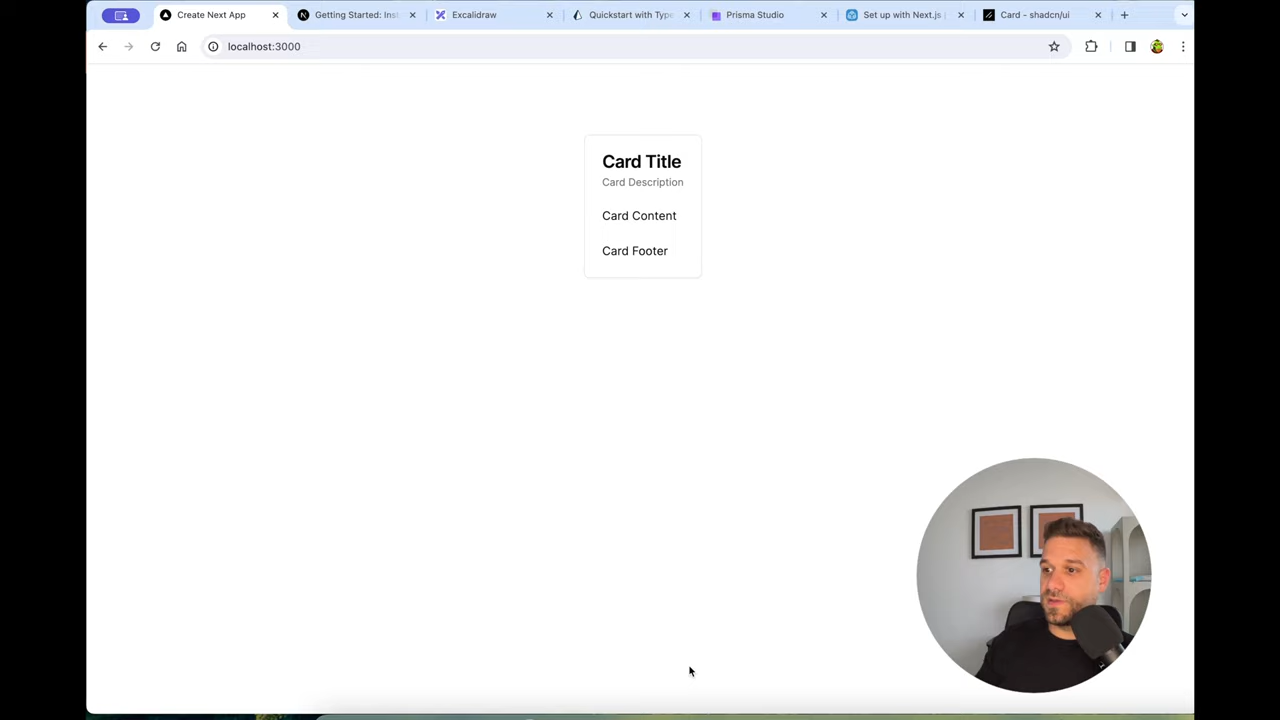 Create Next App
Getting Started: Inst
Excalidraw
Quickstart with Type
Prisma Studio
Set up with Next.js
Card - shadcn/ui
localhost:3000
Card Title
Card Description
Card Content
Card Footer